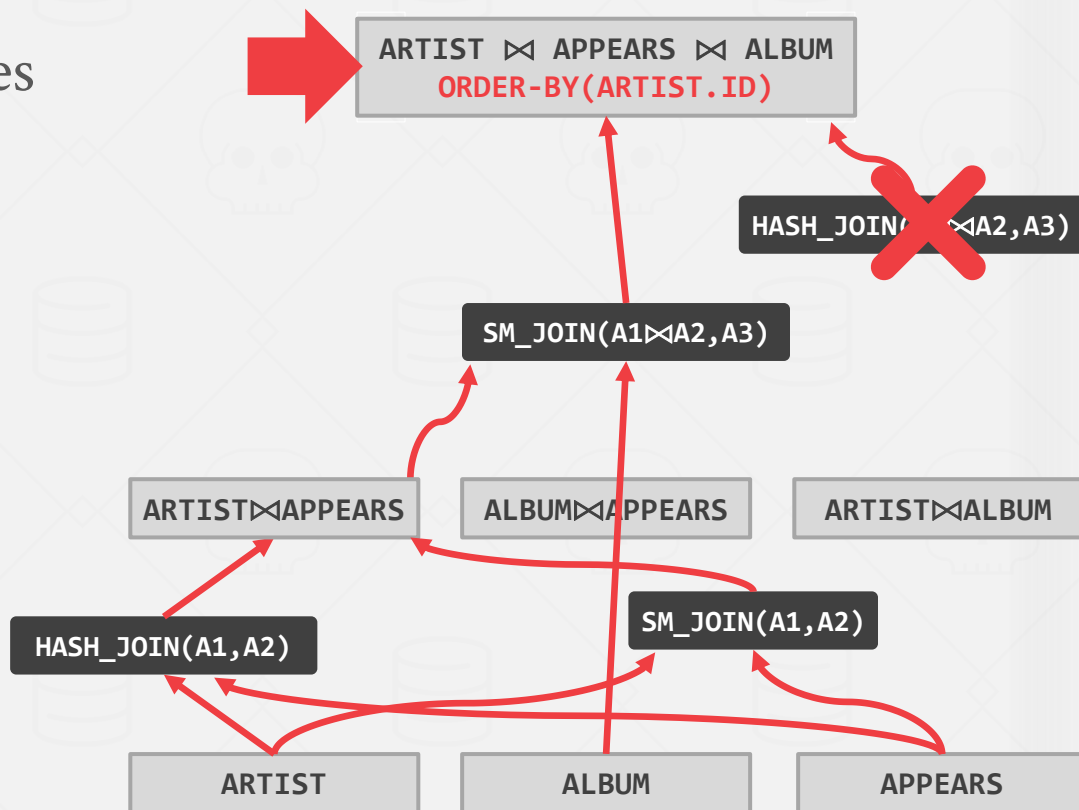 es
ARTIST ⋈ APPEARS ⋈ ALBUM
ORDER-BY(ARTIST.ID)
HASH_JOIN( ⋈A2,A3)
SM_JOIN(A1⋈A2,A3)
ARTIST⋈APPEARS
ALBUM⋈APPEARS
ARTIST⋈ALBUM
HASH_JOIN(A1,A2)
SM_JOIN(A1,A2)
ARTIST
ALBUM
APPEARS